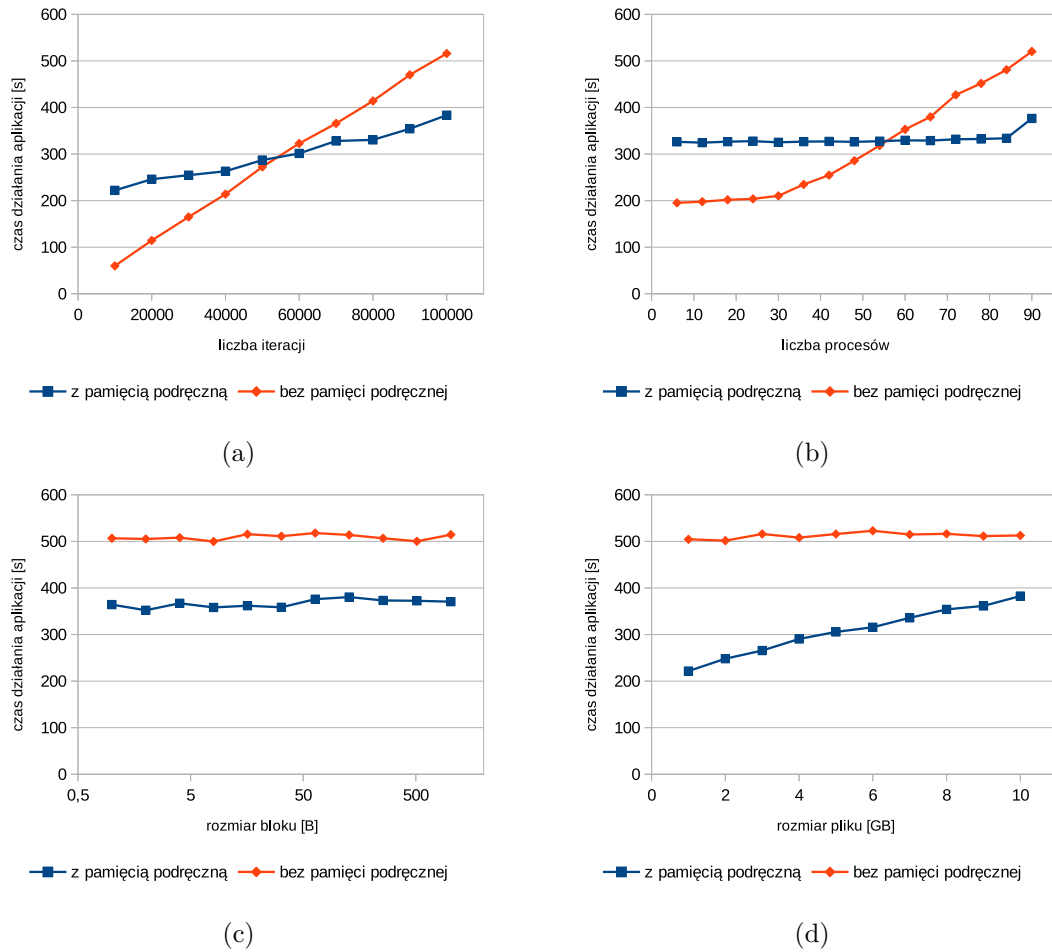 600
500
400
300
200
100
0
czas działania aplikacji [s]
0 20000 40000 60000 80000 100000
liczba iteracji
z pamięcią podręczną bez pamięci podręcznej
(a)
600
500
400
300
200
100
0
czas działania aplikacji [s]
0 10 20 30 40 50 60 70 80 90
liczba procesów
z pamięcią podręczną bez pamięci podręcznej
(b)
600
500
400
300
200
100
0
czas działania aplikacji [s]
0,5 5 50 500
rozmiar bloku [B]
z pamięcią podręczną bez pamięci podręcznej
(c)
600
500
400
300
200
100
0
czas działania aplikacji [s]
0 2 4 6 8 10
rozmiar pliku [GB]
z pamięcią podręczną bez pamięci podręcznej
(d)